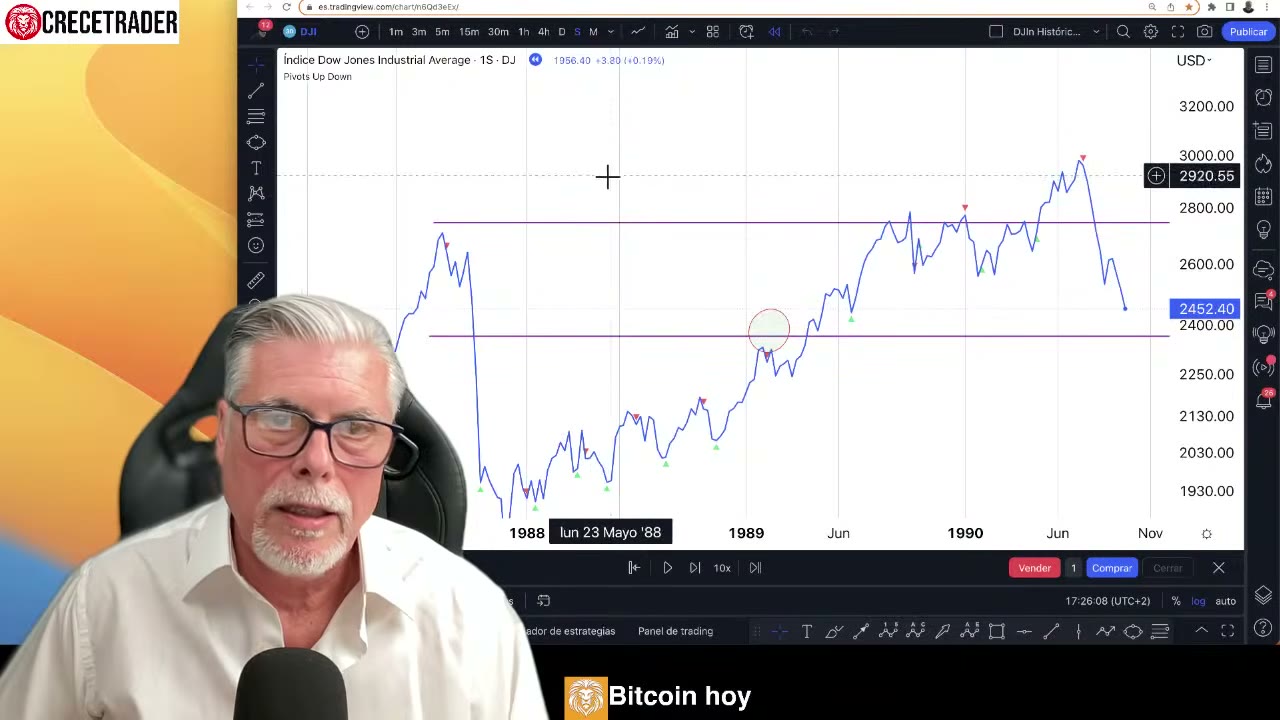 CRECETRADER
es.tradingview.com/chart/n6Qd3eEx/
12
DJI
1m 3m 5m 15m 30m 1h 4h D S M
DJIn Históric...
Publicar
Índice Dow Jones Industrial Average · 1S · DJ
1956.40 +3.80 (+0.19%)
USD
Pivots Up Down
3200.00
3000.00
2920.55
2800.00
2600.00
2452.40
2400.00
2250.00
2130.00
2030.00
1930.00
4
26
1988
lun 23 Mayo '88
1989
Jun
1990
Jun
Nov
10x
Vender
1
Comprar
Cerrar
17:26:08 (UTC+2)
%
log
auto
ador de estrategias
Panel de trading
Bitcoin hoy